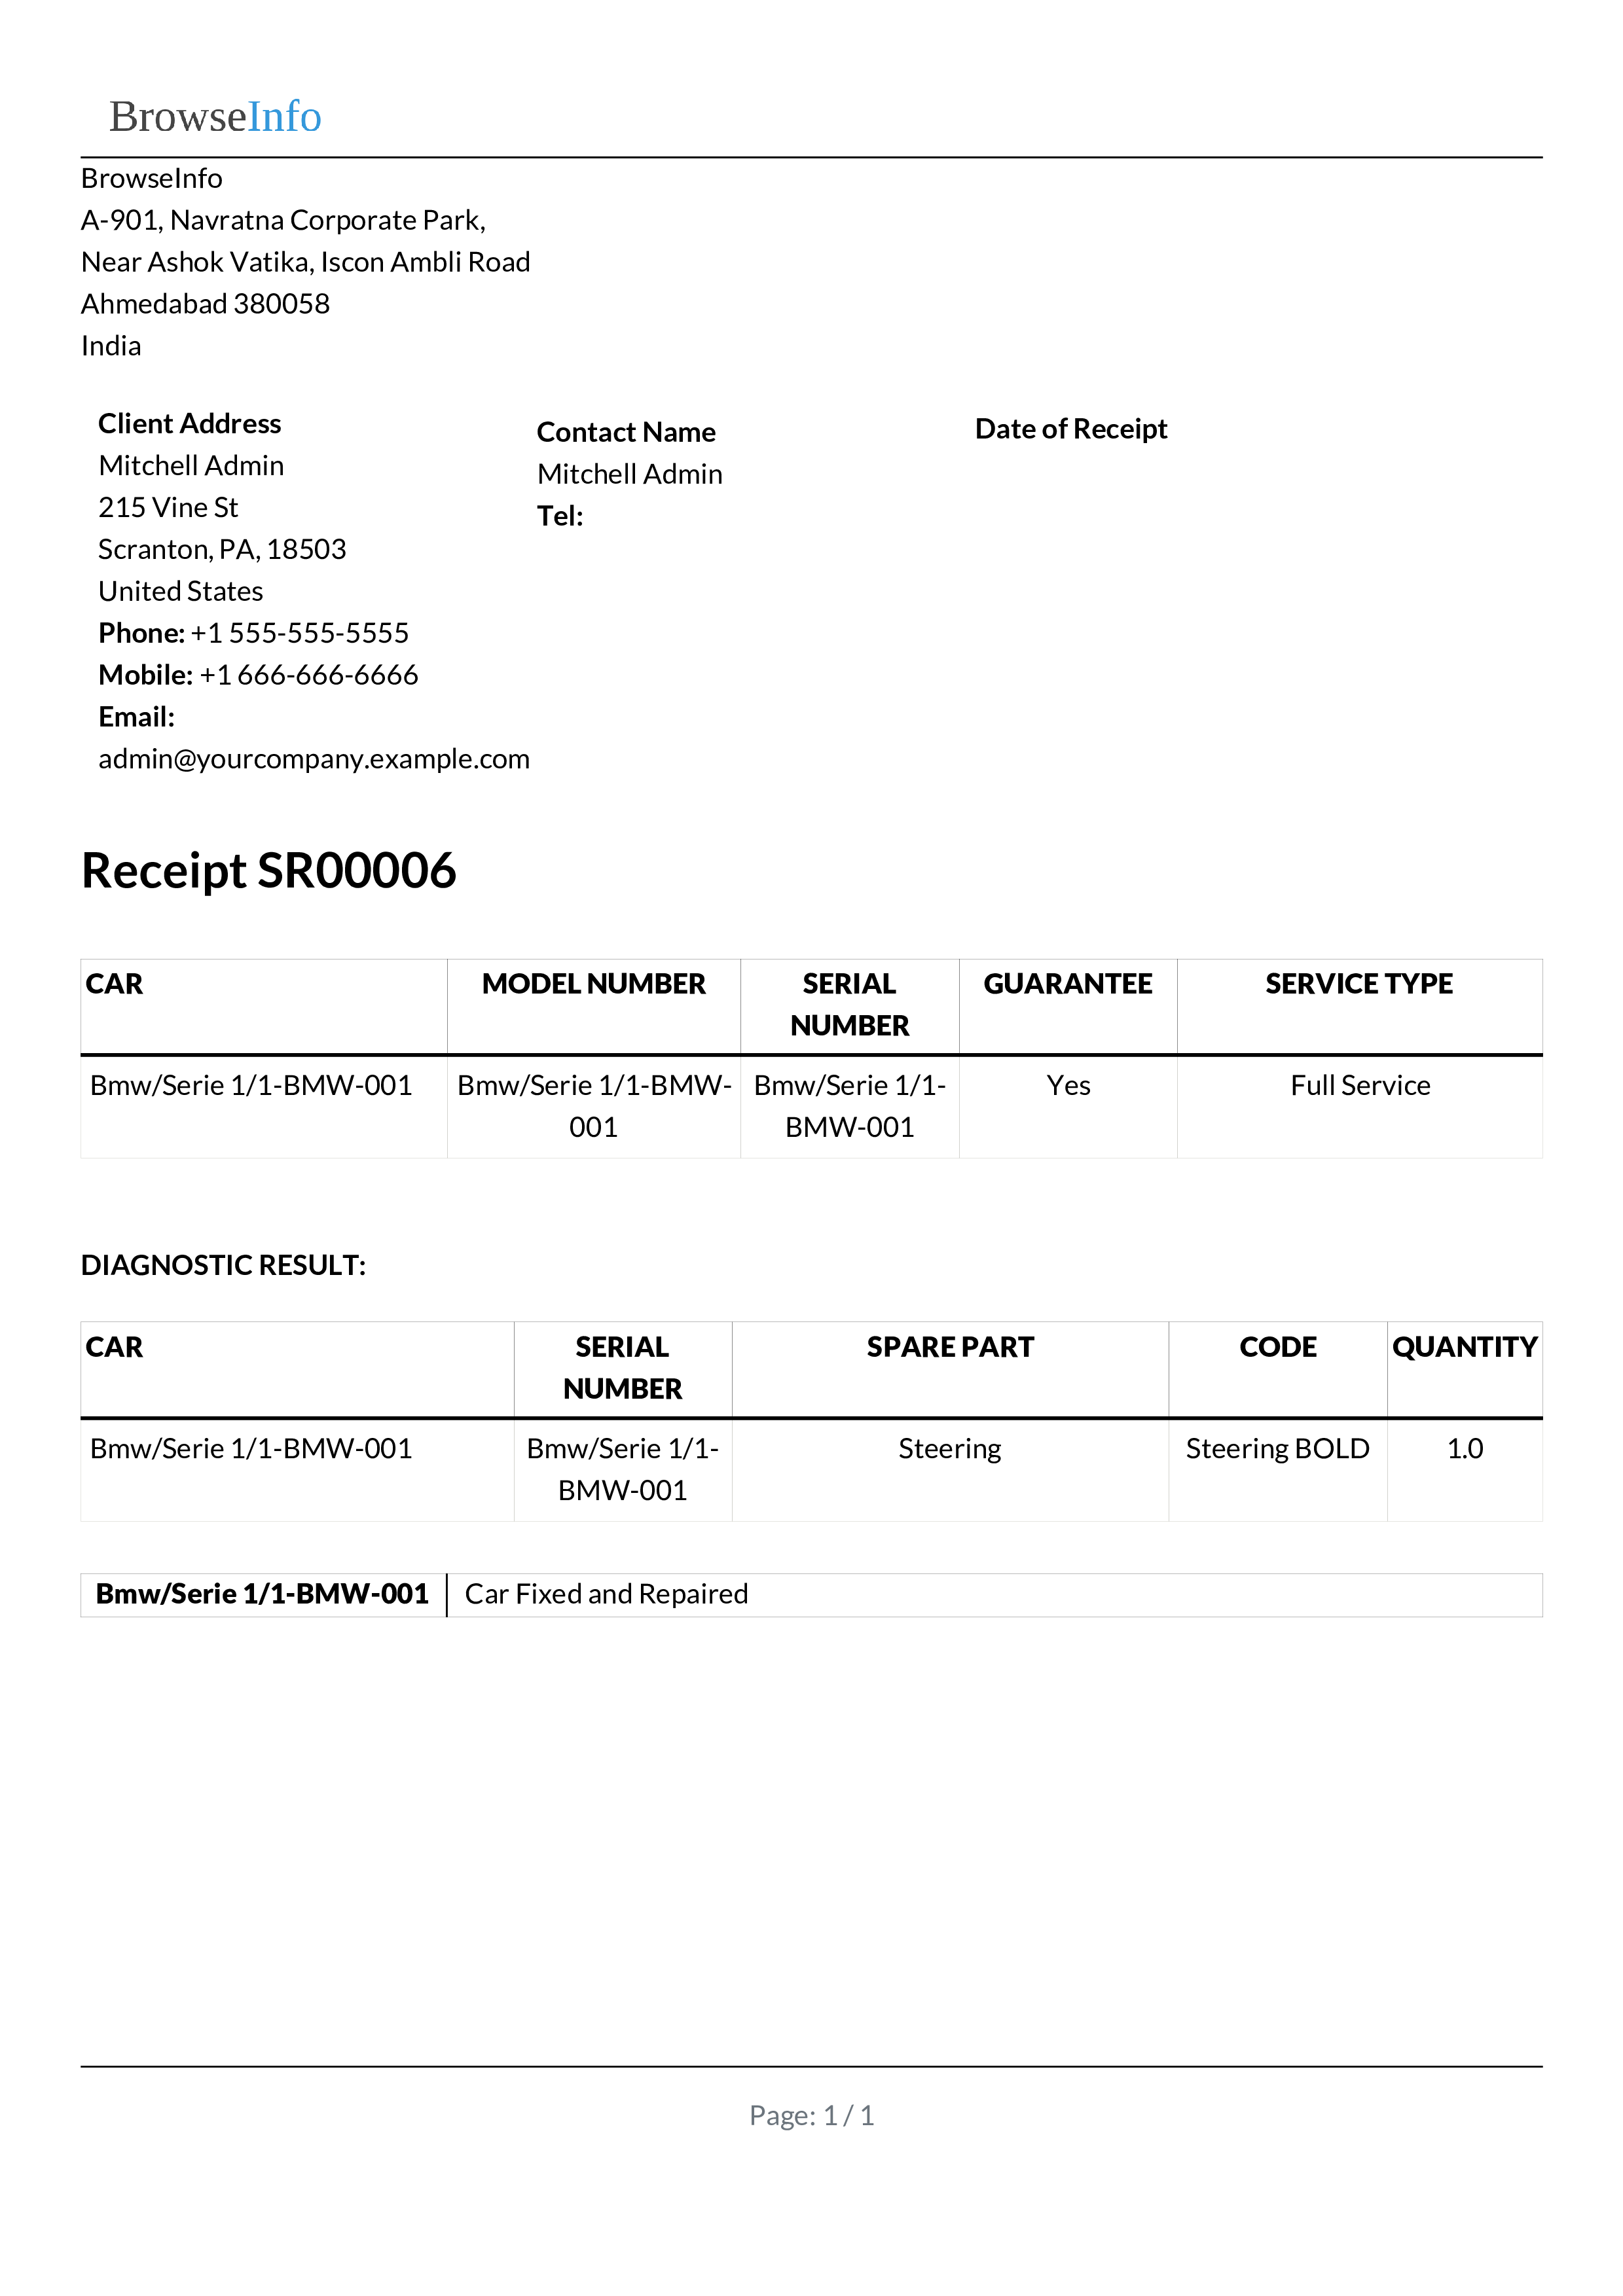 BrowseInfo
BrowseInfo
A-901, Navratna Corporate Park,
Near Ashok Vatika, Iscon Ambli Road
Ahmedabad 380058
India
Client Address
Mitchell Admin
215 Vine St
Scranton, PA, 18503
United States
Phone: +1 555-555-5555
Mobile: +1 666-666-6666
Email:
admin@yourcompany.example.com
Contact Name
Mitchell Admin
Tel:
Date of Receipt
Receipt SR00006
CAR MODEL NUMBER SERIAL GUARANTEE SERVICE TYPE
NUMBER
Bmw/Serie 1/1-BMW-001 Bmw/Serie 1/1-BMW- Bmw/Serie 1/1- Yes Full Service
001 BMW-001
DIAGNOSTIC RESULT:
CAR SERIAL SPARE PART CODE QUANTITY
NUMBER
Bmw/Serie 1/1-BMW-001 Bmw/Serie 1/1- Steering Steering BOLD 1.0
BMW-001
Bmw/Serie 1/1-BMW-001 Car Fixed and Repaired
Page: 1 / 1